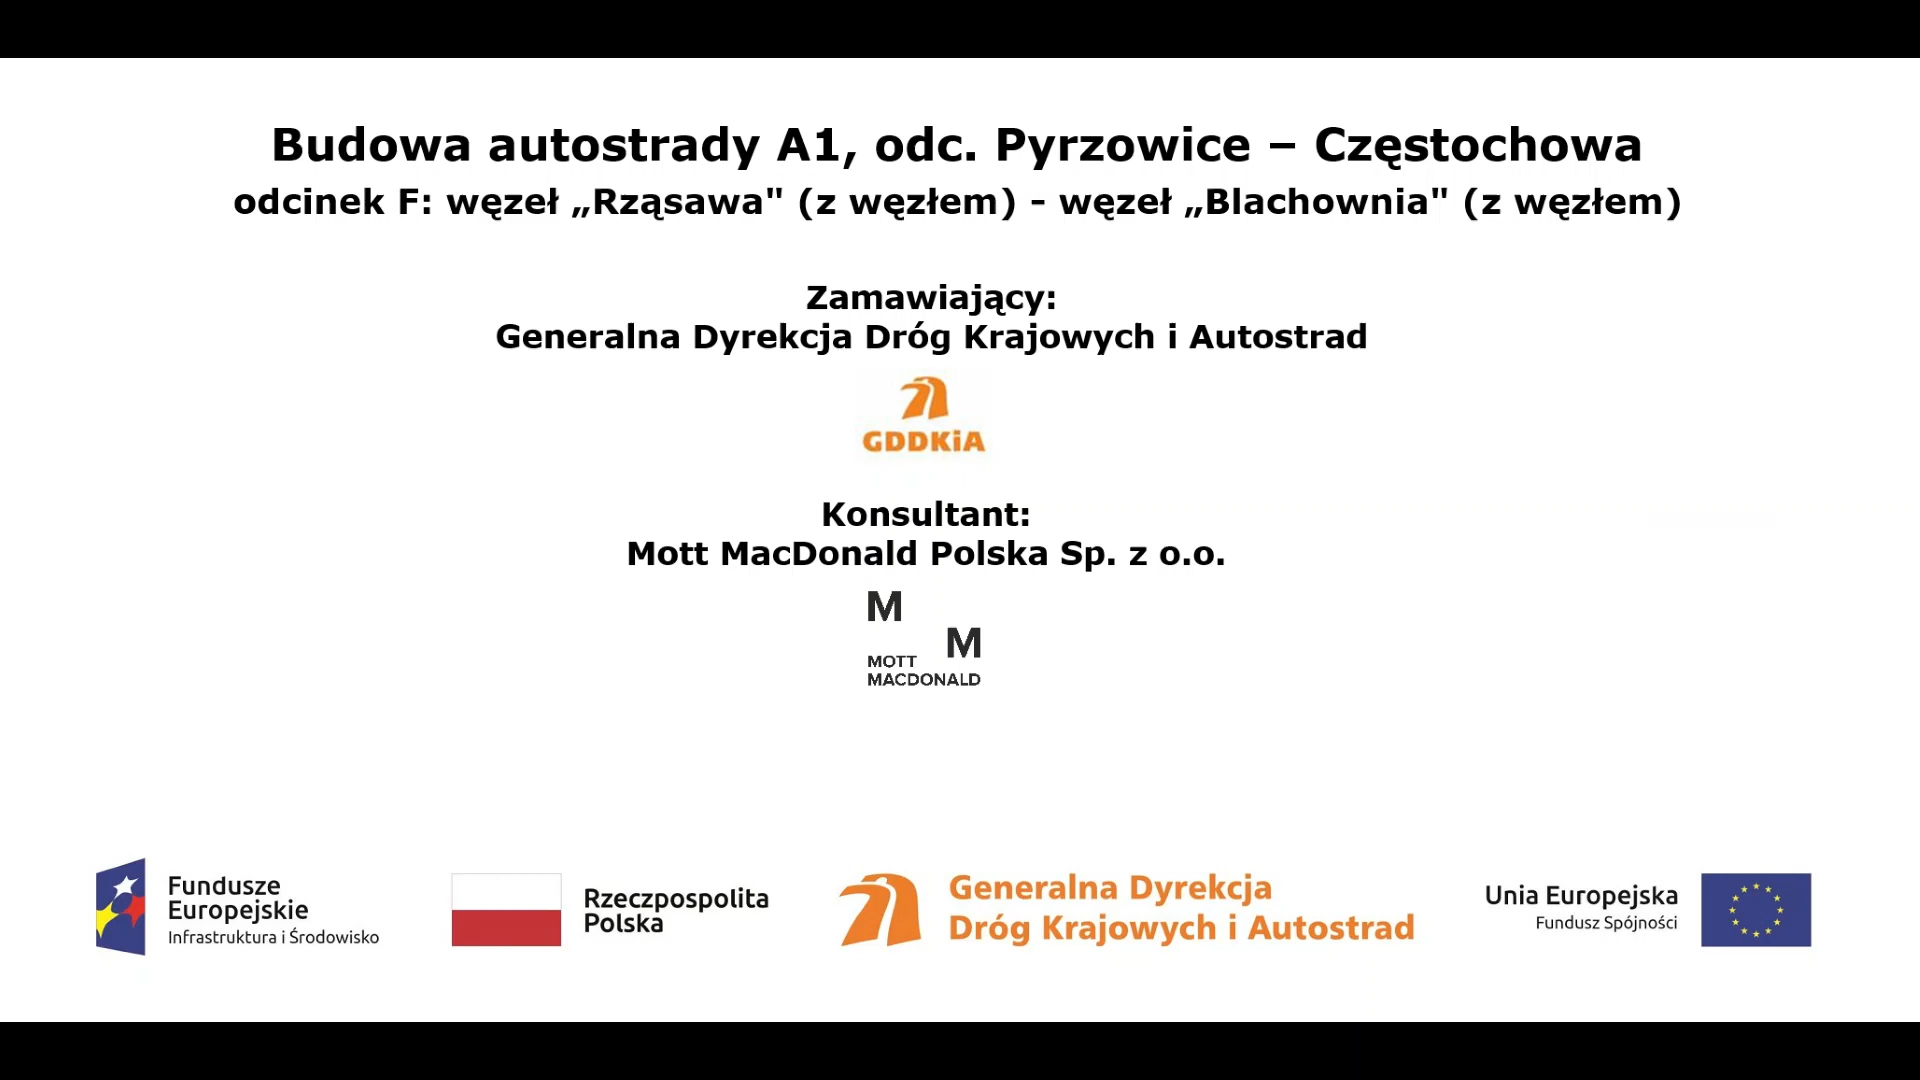 Budowa autostrady A1, odc. Pyrzowice – Częstochowa
odcinek F: węzeł „Rząsawa" (z węzłem) - węzeł „Blachownia" (z węzłem)
Zamawiający:
Generalna Dyrekcja Dróg Krajowych i Autostrad
GDDKiA
Konsultant:
Mott MacDonald Polska Sp. z o.o.
M
M
MOTT
MACDONALD
Fundusze
Europejskie
Infrastruktura i Środowisko
Rzeczpospolita
Polska
Generalna Dyrekcja
Dróg Krajowych i Autostrad
Unia Europejska
Fundusz Spójności